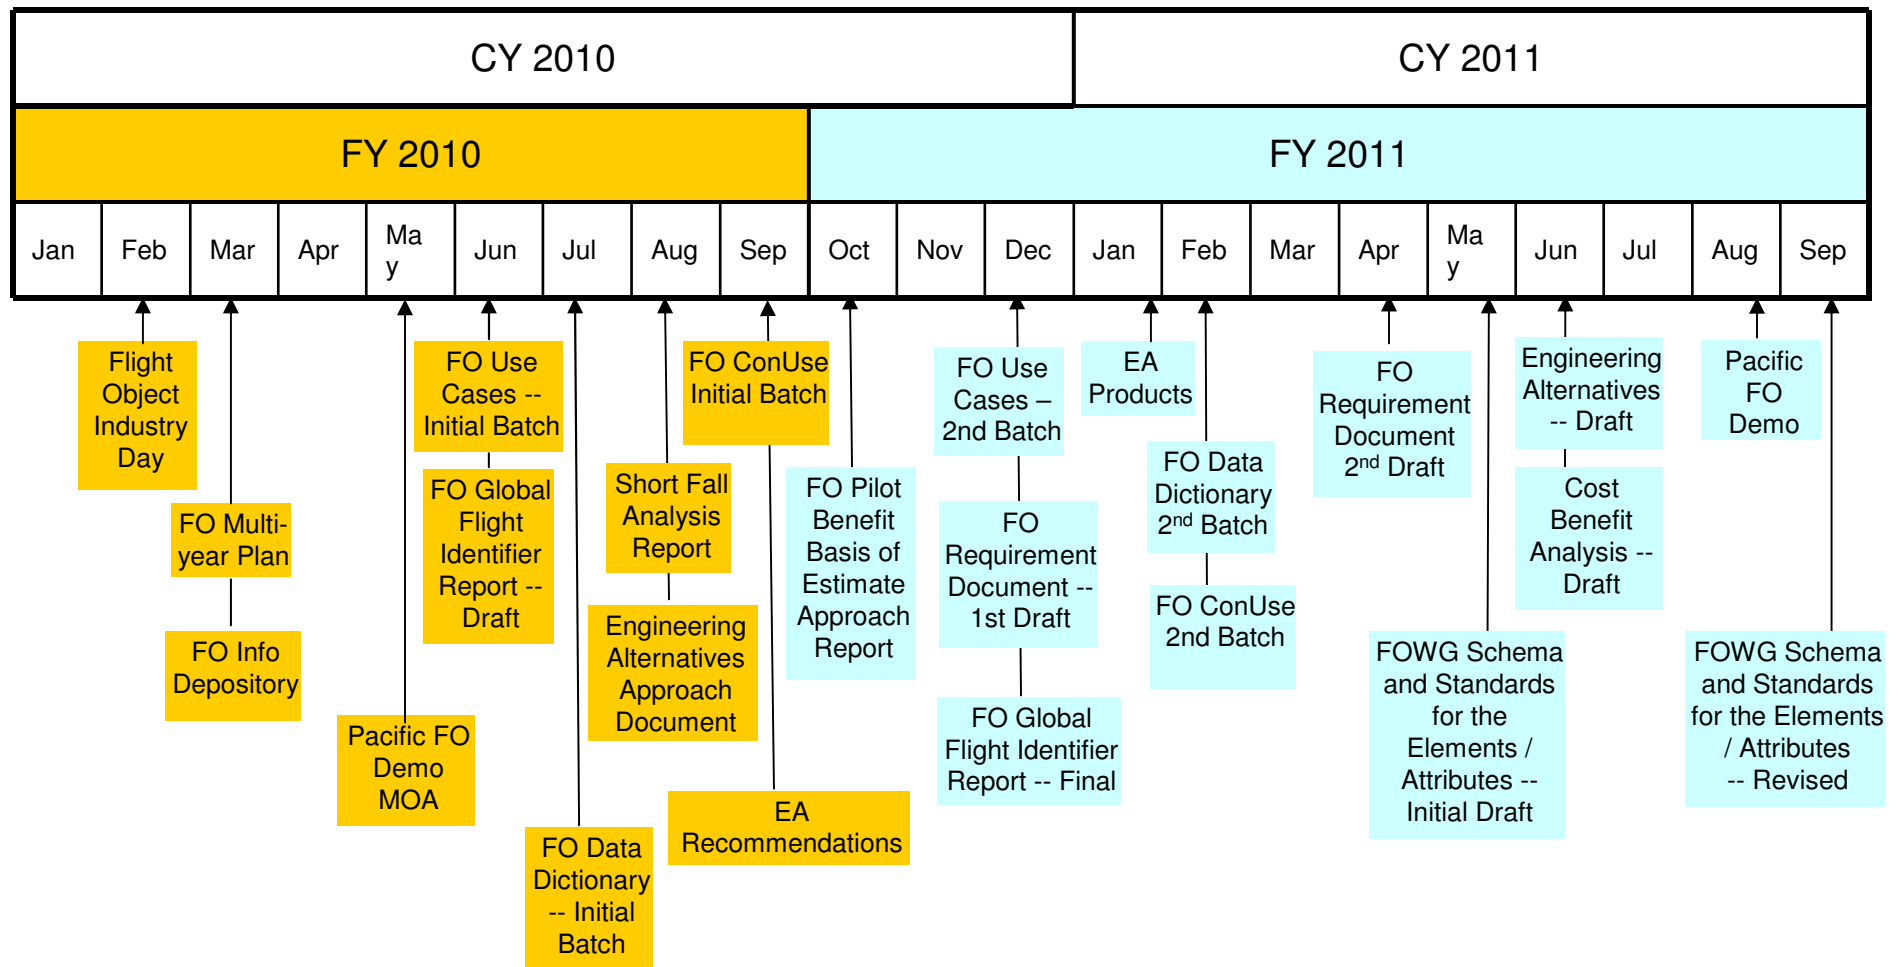 CY 2010
CY 2011
FY 2010
FY 2011
Jan
Feb
Mar
Apr
Ma
y
Jun
Jul
Aug
Sep
Oct
Nov
Dec
Jan
Feb
Mar
Apr
Ma
y
Jun
Jul
Aug
Sep
Flight
Object
Industry
Day
FO Multi-
year Plan
FO Info
Depository
Pacific FO
Demo
MOA
FO Use
Cases --
Initial Batch
FO Global
Flight
Identifier
Report --
Draft
FO Data
Dictionary
-- Initial
Batch
Short Fall
Analysis
Report
Engineering
Alternatives
Approach
Document
FO ConUse
Initial Batch
EA
Recommendations
FO Pilot
Benefit
Basis of
Estimate
Approach
Report
FO Use
Cases –
2nd Batch
FO
Requirement
Document --
1st Draft
FO Global
Flight Identifier
Report -- Final
EA
Products
FO Data
Dictionary
2nd Batch
FO ConUse
2nd Batch
FO
Requirement
Document
2nd Draft
FOWG Schema
and Standards
for the
Elements /
Attributes --
Initial Draft
Engineering
Alternatives
-- Draft
Cost
Benefit
Analysis --
Draft
Pacific
FO
Demo
FOWG Schema
and Standards
for the Elements
/ Attributes
-- Revised